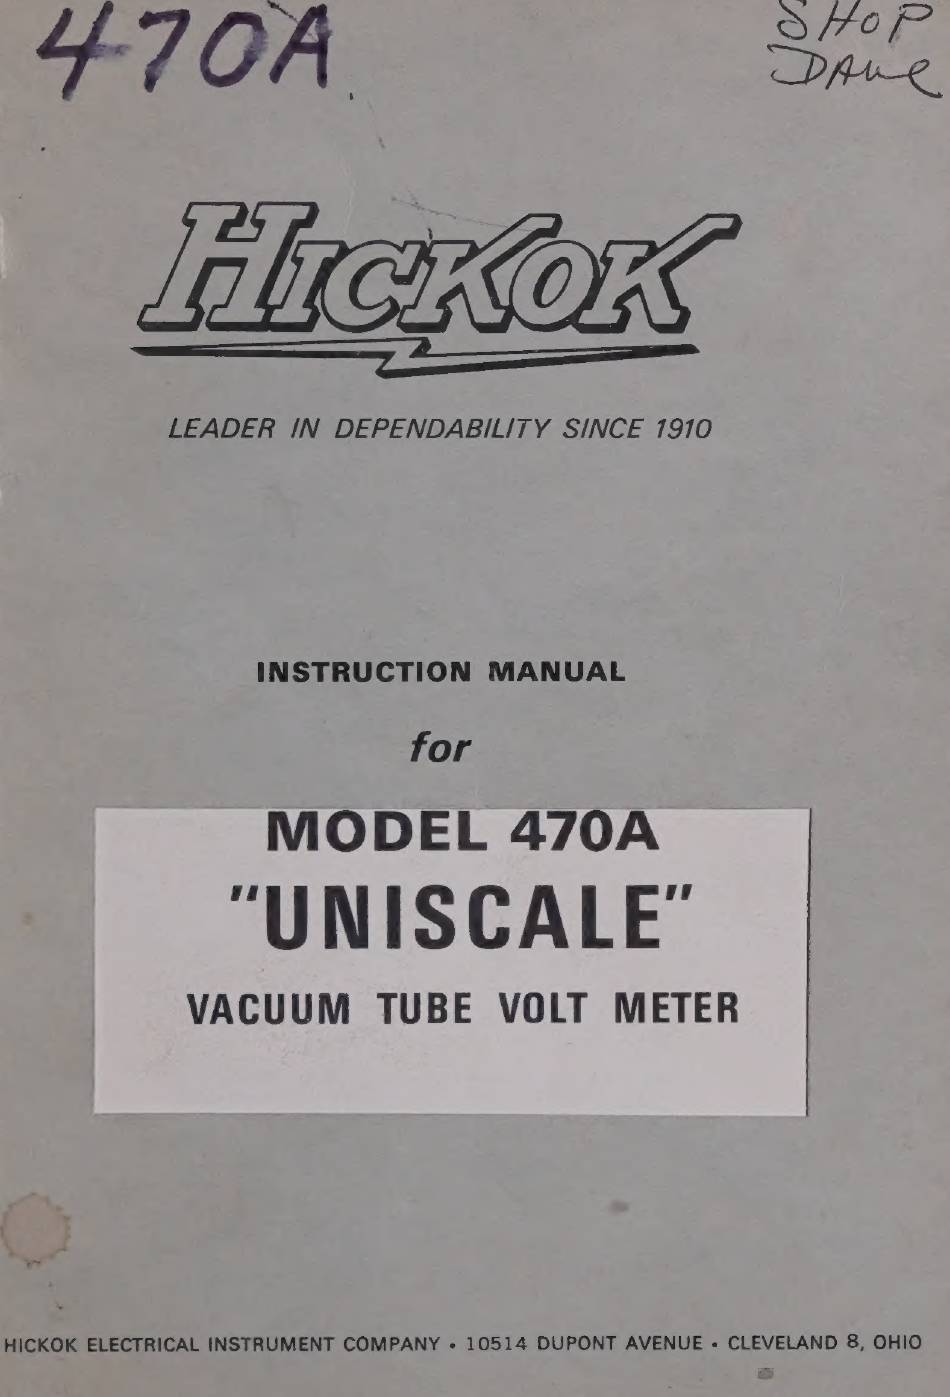 470A
SHOP
DAVE
HICKOK
LEADER IN DEPENDABILITY SINCE 1910
INSTRUCTION MANUAL
for
MODEL 470A
"UNISCALE"
VACUUM TUBE VOLT METER
HICKOK ELECTRICAL INSTRUMENT COMPANY • 10514 DUPONT AVENUE • CLEVELAND 8, OHIO